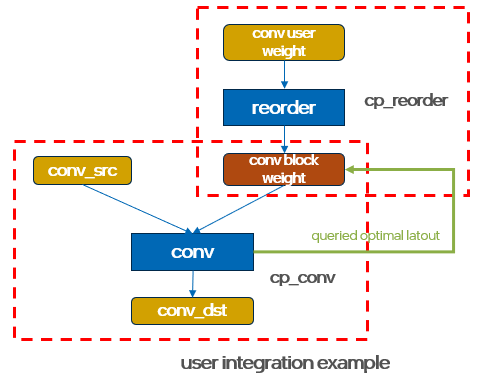 conv user
weight
reorder
cp_reorder
conv block
weight
conv_src
queried optimal latout
conv
cp_conv
conv_dst
user integration example